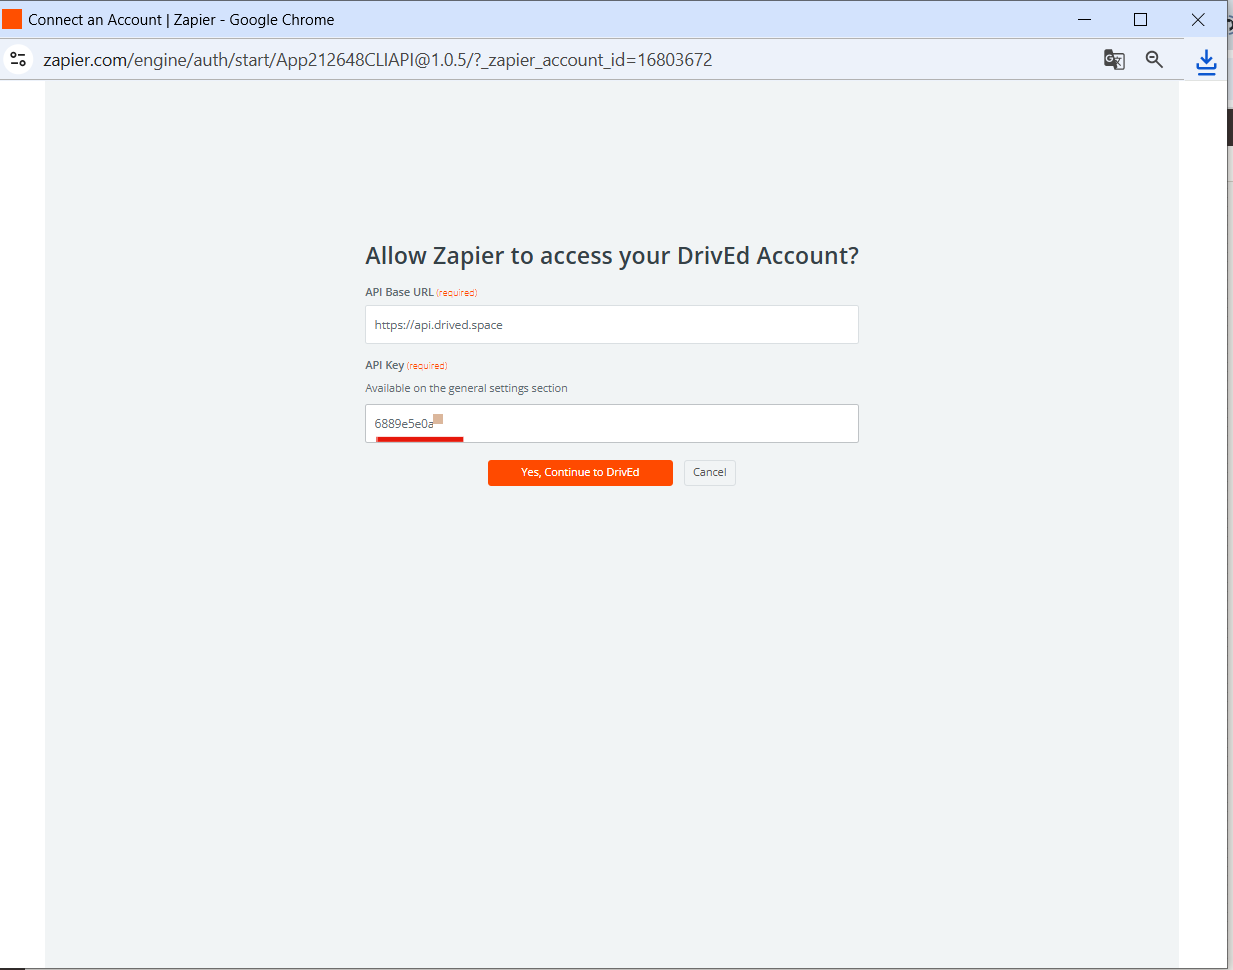 Connect an Account | Zapier - Google Chrome
zapier.com/engine/auth/start/App212648CLIAPI@1.0.5/?_zapier_account_id=16803672
Allow Zapier to access your DrivEd Account?
API Base URL (required)
https://api.drived.space
API Key (required)
Available on the general settings section
6889e5e0a
Yes, Continue to DrivEd
Cancel